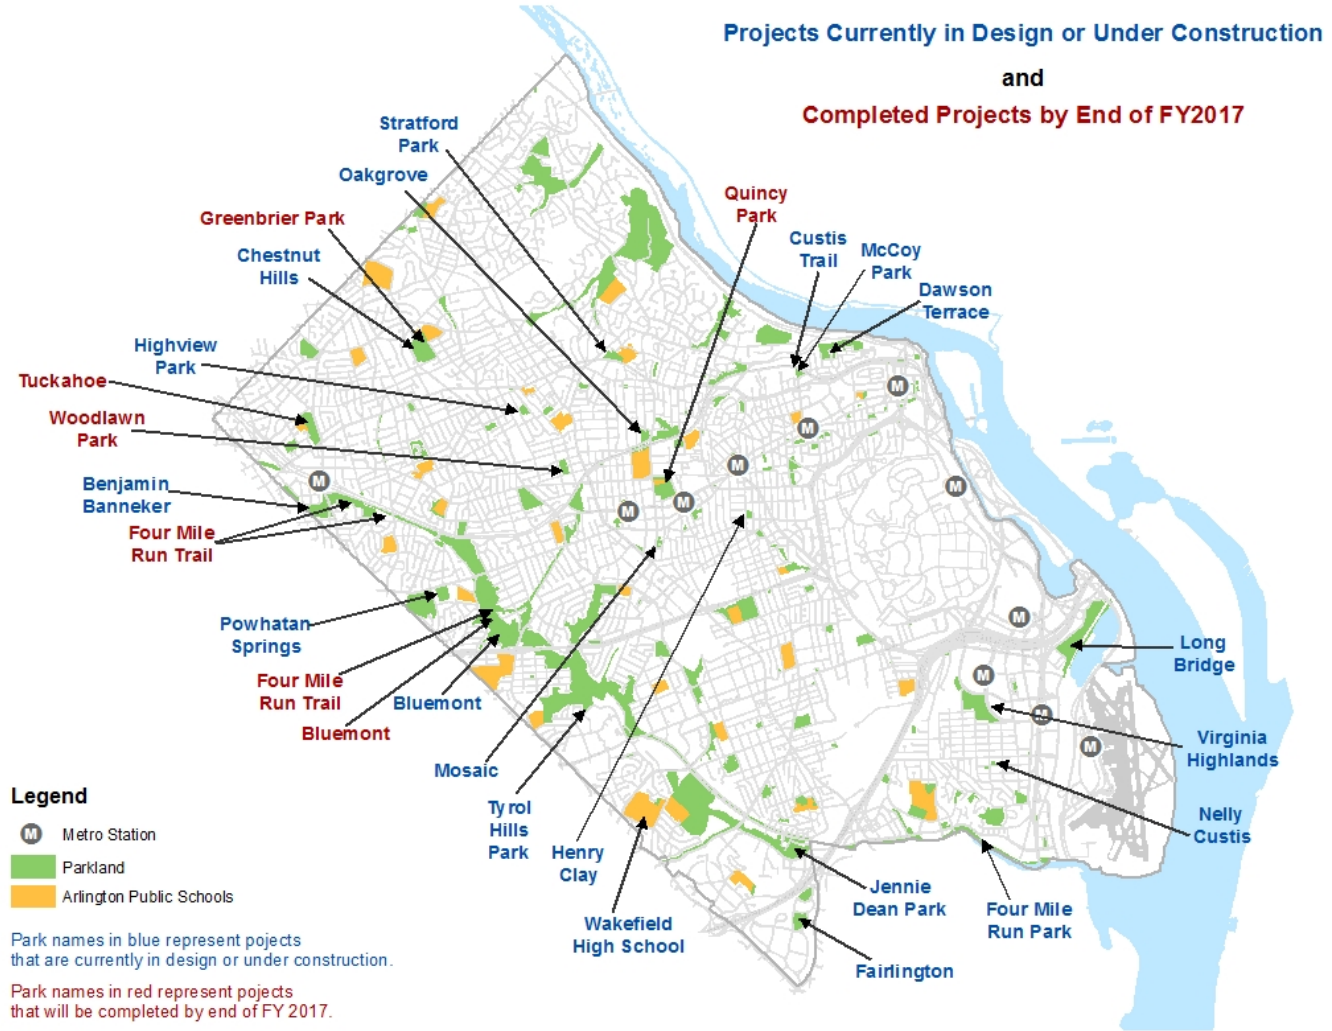 Projects Currently in Design or Under Construction
and
Completed Projects by End of FY2017
Stratford
Park
Oakgrove
Greenbrier Park
Chestnut
Hills
Quincy
Park
Custis
Trail
McCoy
Park
Dawson
Terrace
Highview
Park
Tuckahoe
Woodlawn
Park
Benjamin
Banneker
Four Mile
Run Trail
Powhatan
Springs
Four Mile
Run Trail
Bluemont
Bluemont
Mosaic
Tyrol
Hills
Park
Henry
Clay
Wakefield
High School
Long
Bridge
Virginia
Highlands
Nelly
Custis
Jennie
Dean Park
Four Mile
Run Park
Fairlington
M
M
M
M
M
M
M
M
M
M
M
Legend
M Metro Station
Parkland
Arlington Public Schools
Park names in blue represent pojects
that are currently in design or under construction.
Park names in red represent pojects
that will be completed by end of FY 2017.